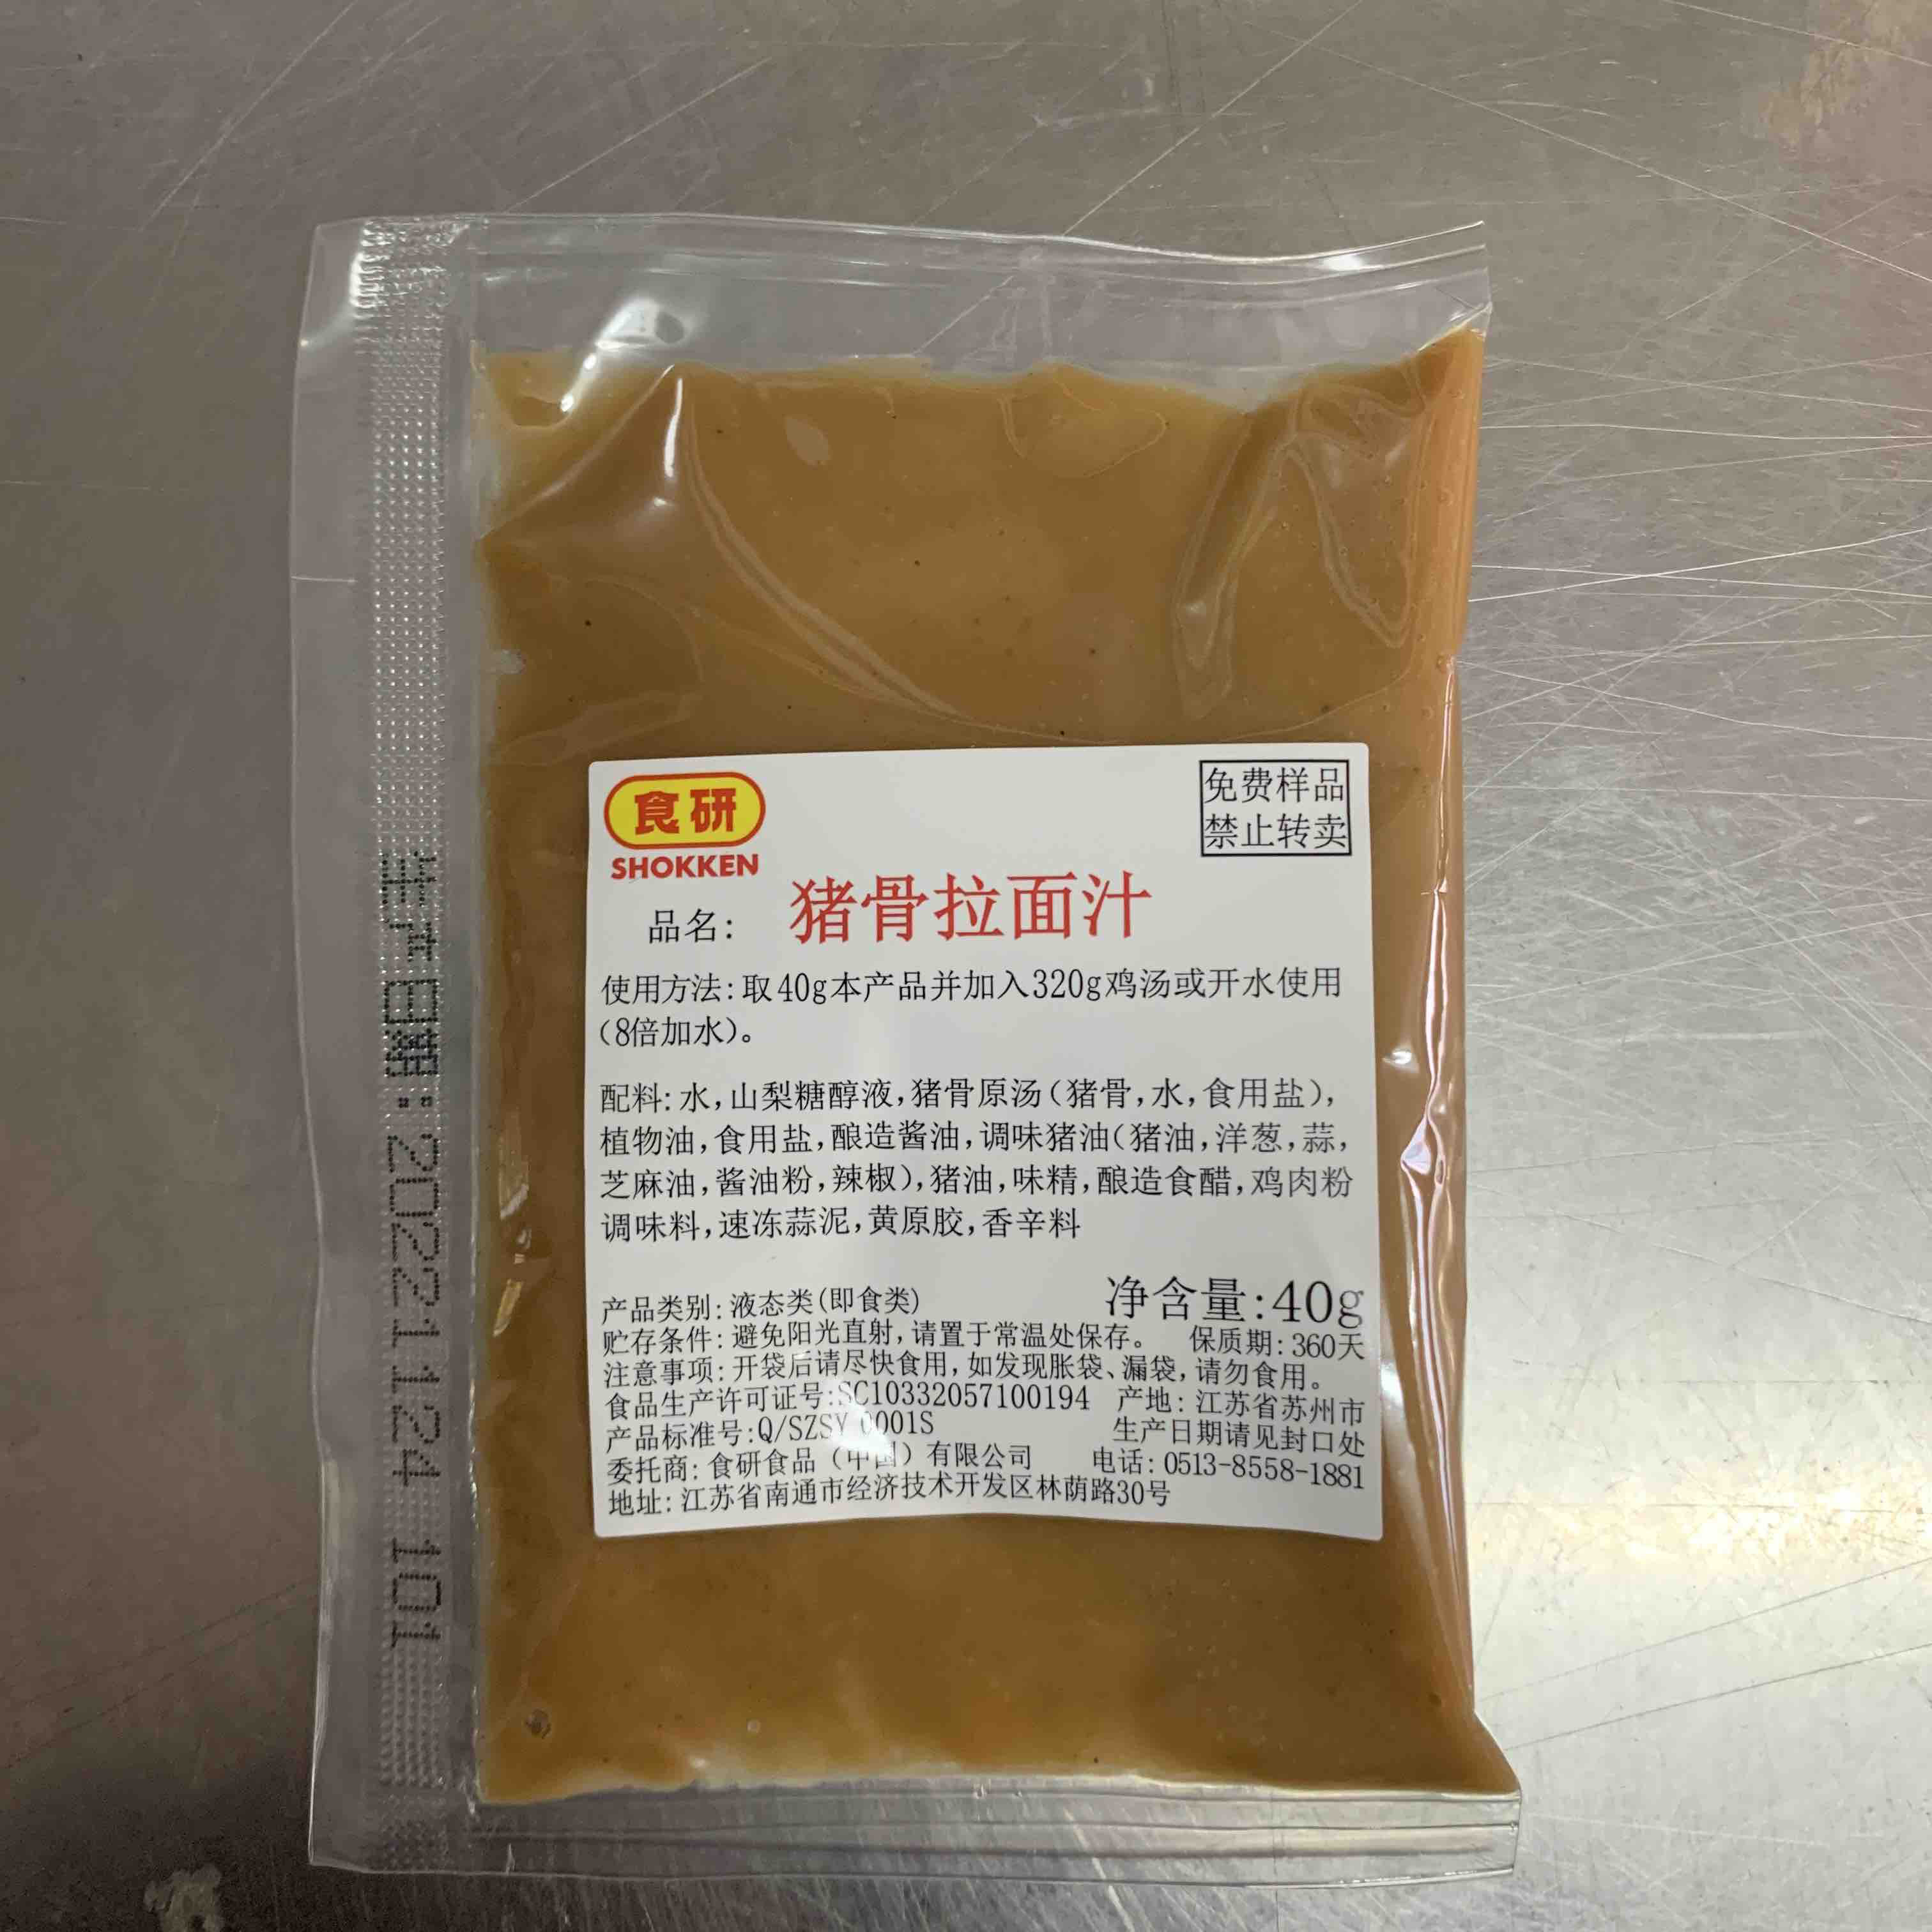 食研
SHOKKEN
免费样品
禁止转卖
品名: 猪骨拉面汁
使用方法:取40g本产品并加入320g鸡汤或开水使用
(8倍加水)。
配料:水,山梨糖醇液,猪骨原汤(猪骨,水,食用盐),
植物油,食用盐,酿造酱油,调味猪油(猪油,洋葱,蒜,
芝麻油,酱油粉,辣椒),猪油,味精,酿造食醋,鸡肉粉
调味料,速冻蒜泥,黄原胶,香辛料
产品类别:液态类(即食类) 净含量:40g
贮存条件:避免阳光直射,请置于常温处保存。 保质期:360天
注意事项:开袋后请尽快食用,如发现胀袋、漏袋,请勿食用。
食品生产许可证号:SC10332057100194 产地:江苏省苏州市
产品标准号:Q/SZSY 0001S 生产日期请见封口处
委托商:食研食品(中国)有限公司 电话:0513-8558-1881
地址:江苏省南通市经济技术开发区林荫路30号
生产日期:20221124 101